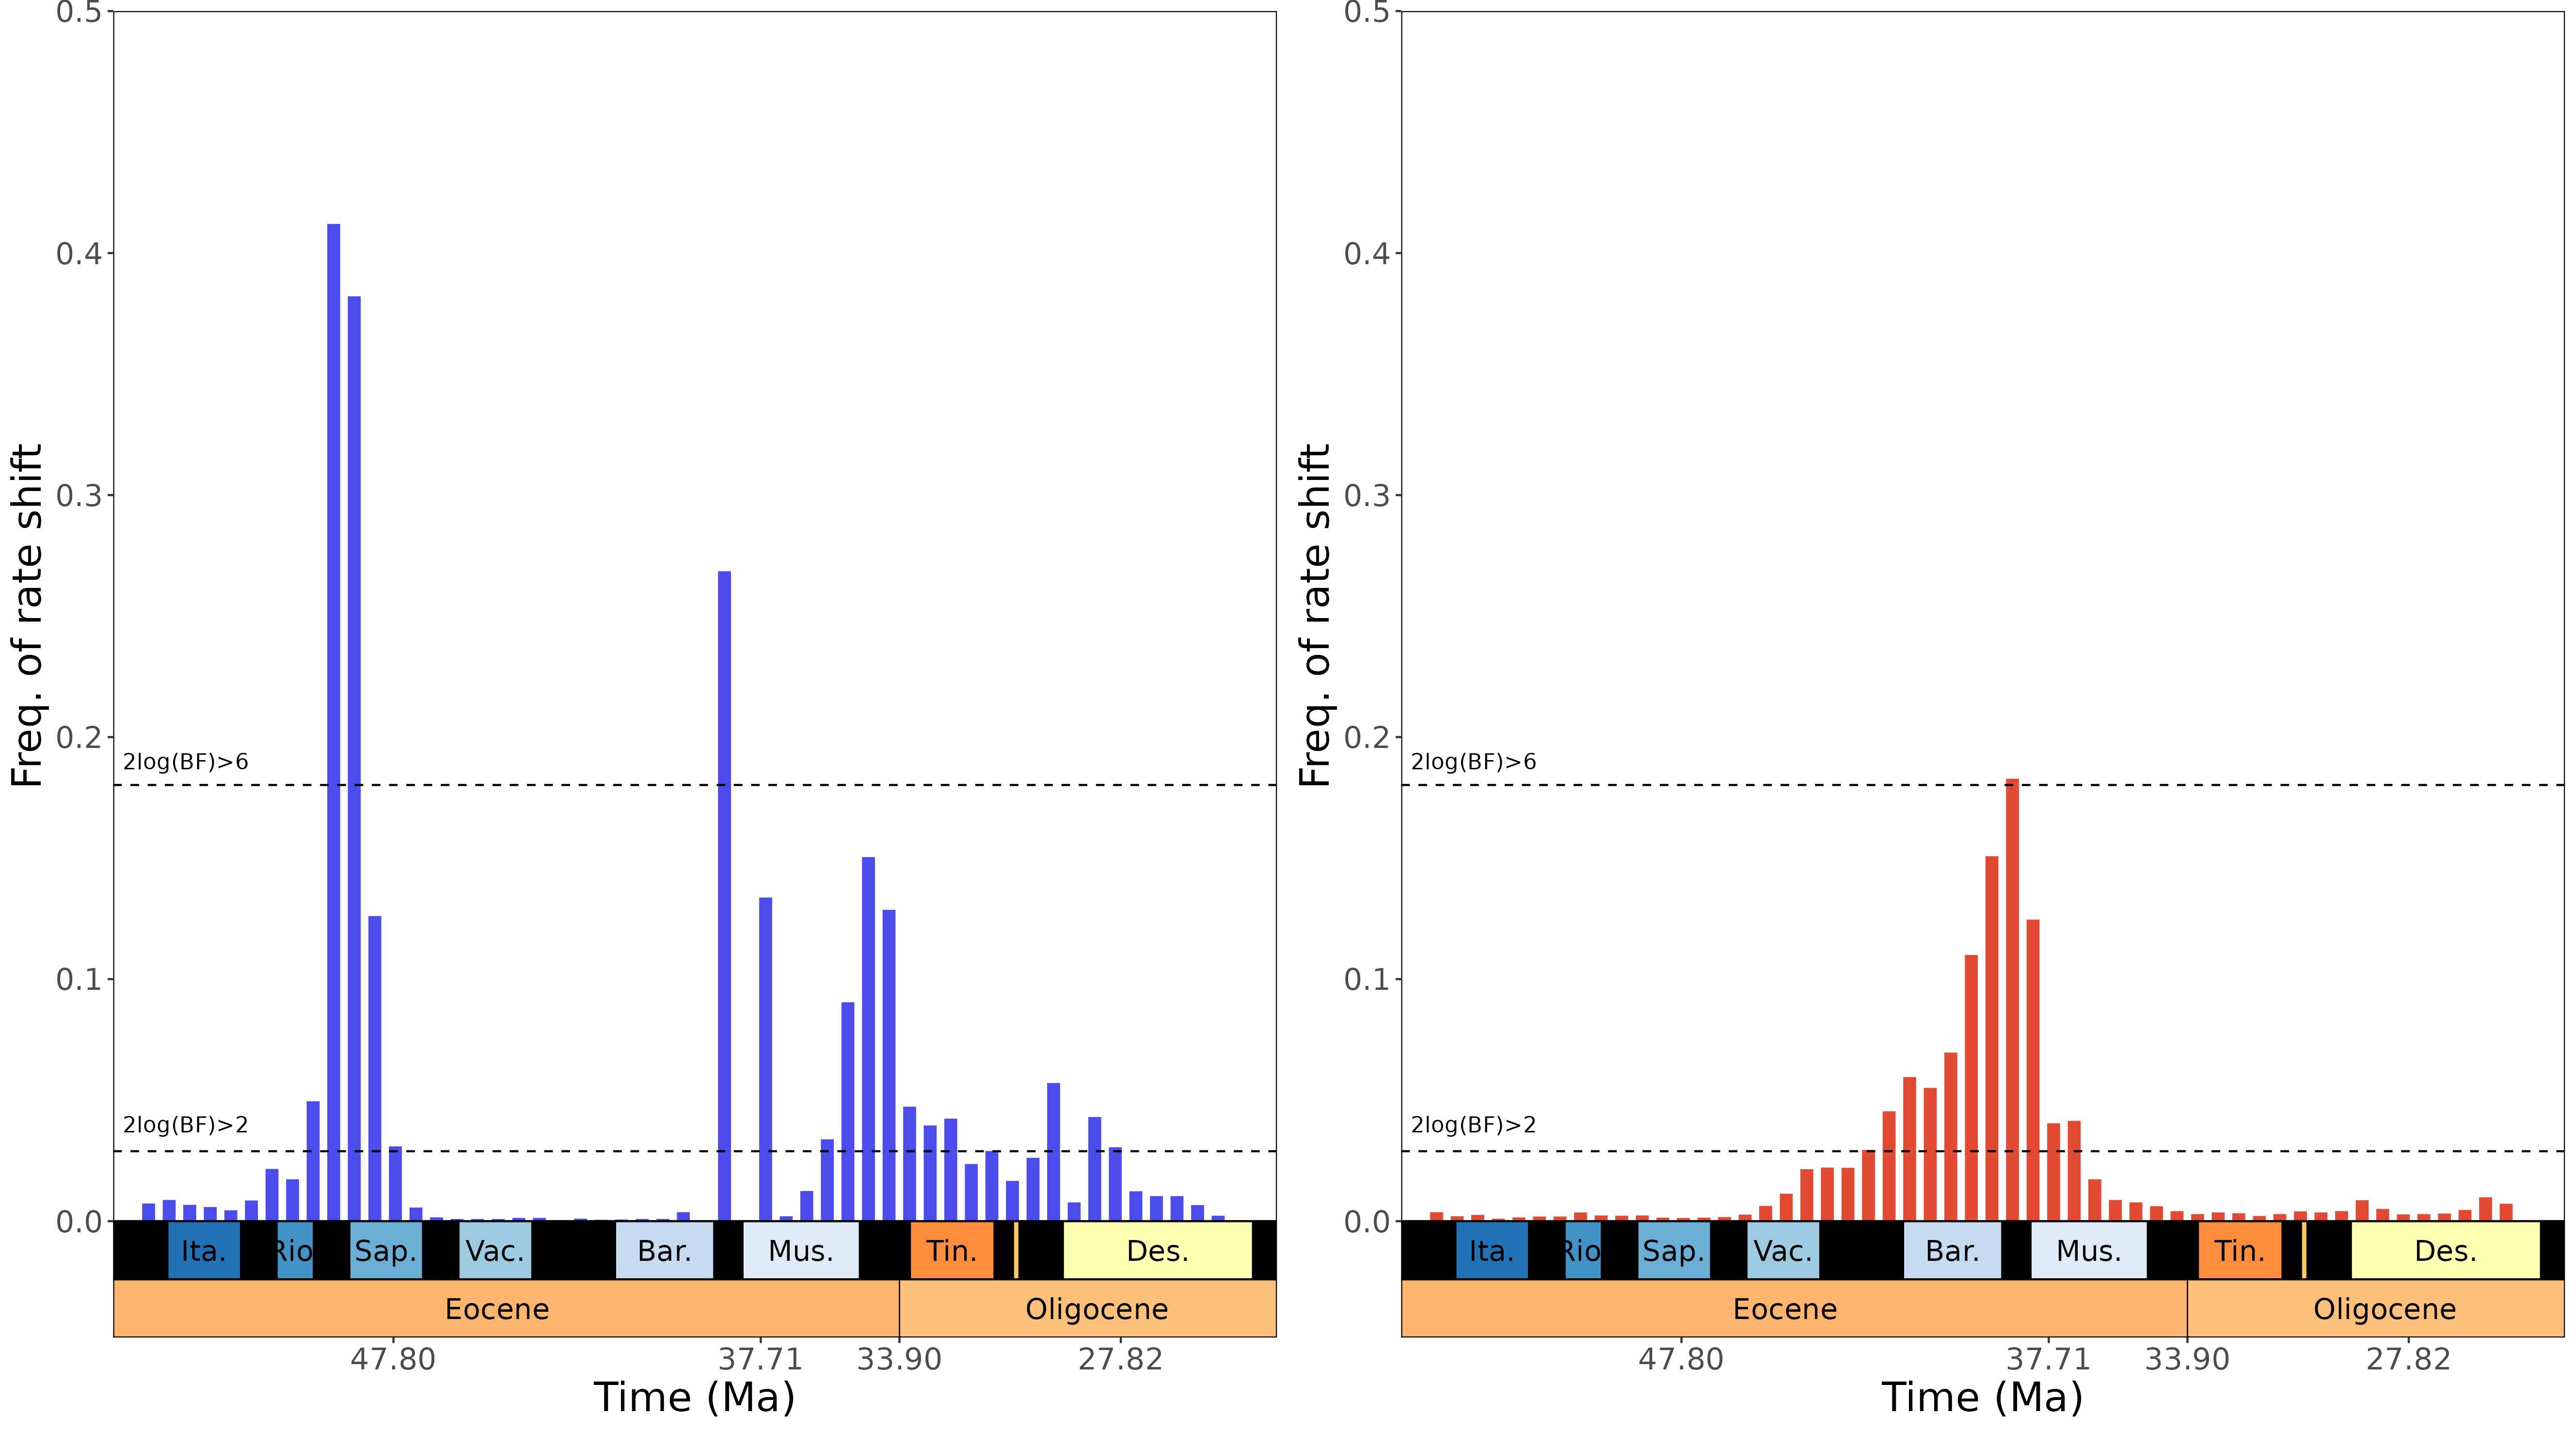 Freq. of rate shift
0.5
0.4
0.3
0.2
0.1
0.0
2log(BF)>6
2log(BF)>2
Ita. Rio Sap. Vac. Bar. Mus. Tin. Des.
Eocene Oligocene
47.80 37.71 33.90 27.82
Time (Ma)
Freq. of rate shift
0.5
0.4
0.3
0.2
0.1
0.0
2log(BF)>6
2log(BF)>2
Ita. Rio Sap. Vac. Bar. Mus. Tin. Des.
Eocene Oligocene
47.80 37.71 33.90 27.82
Time (Ma)